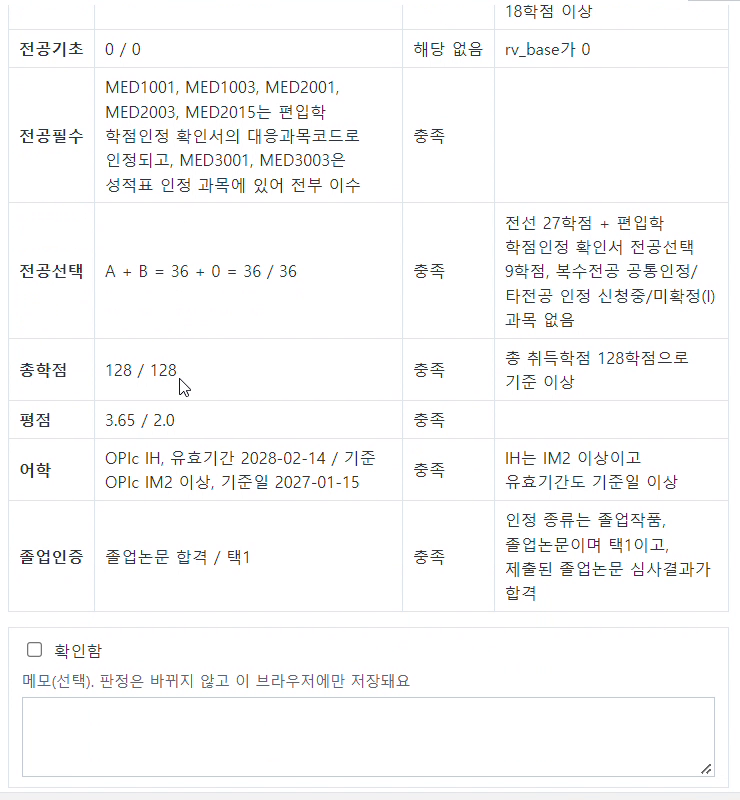 18학점 이상
전공기초
0 / 0
해당 없음
rv_base가 0
전공필수
MED1001, MED1003, MED2001,
MED2003, MED2015는 편입학
학점인정 확인서의 대응과목코드로
인정되고, MED3001, MED3003은
성적표 인정 과목에 있어 전부 이수
충족
전공선택
A + B = 36 + 0 = 36 / 36
충족
전선 27학점 + 편입학
학점인정 확인서 전공선택
9학점, 복수전공 공통인정/
타전공 인정 신청중/미확정(I)
과목 없음
총학점
128 / 128
충족
총 취득학점 128학점으로
기준 이상
평점
3.65 / 2.0
충족
어학
OPIc IH, 유효기간 2028-02-14 / 기준
OPIc IM2 이상, 기준일 2027-01-15
충족
IH는 IM2 이상이고
유효기간도 기준일 이상
졸업인증
졸업논문 합격 / 택1
충족
인정 종류는 졸업작품,
졸업논문이며 택1이고,
제출된 졸업논문 심사결과가
합격
확인함
메모(선택). 판정은 바뀌지 않고 이 브라우저에만 저장돼요